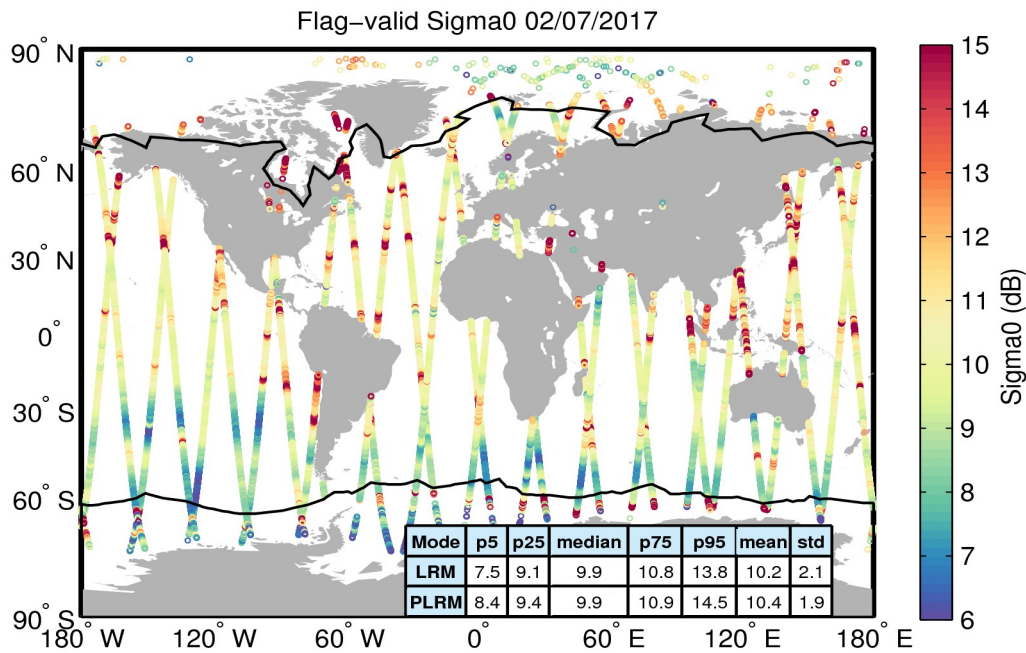 Flag−valid Sigma0 02/07/2017
90° N
60° N
30° N
0°
30° S
60° S
90° S
180° W
120° W
60° W
0°
60° E
120° E
180° E
Mode p5 p25 median p75 p95 mean std
LRM 7.5 9.1 9.9 10.8 13.8 10.2 2.1
PLRM 8.4 9.4 9.9 10.9 14.5 10.4 1.9
15
14
13
12
11
10
9
8
7
6
Sigma0 (dB)